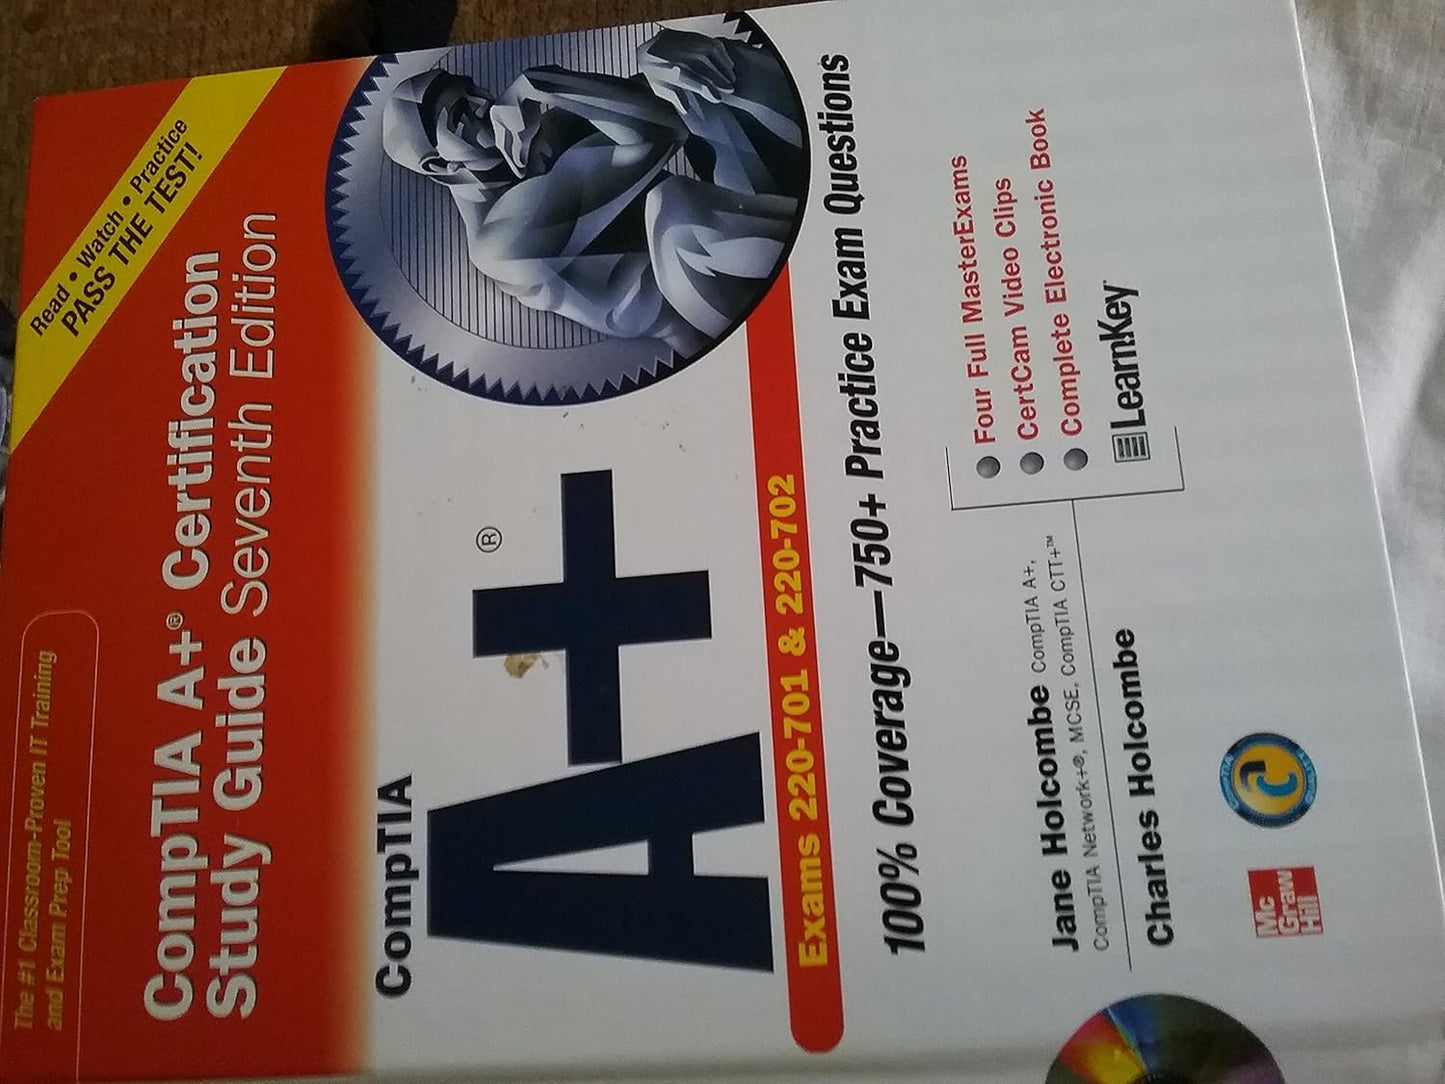 The #1 Classroom-Proven IT Training
and Exam Prep Tool
Read • Watch • Practice
PASS THE TEST!
CompTIA A+® Certification
Study Guide Seventh Edition
CompTIA
A+®
Exams 220-701 & 220-702
100% Coverage—750+ Practice Exam Questions
Jane Holcombe CompTIA A+,
CompTIA Network+®, MCSE, CompTIA CTT+™
Charles Holcombe
• Four Full MasterExams
• CertCam Video Clips
• Complete Electronic Book
LearnKey
Mc
Graw
Hill